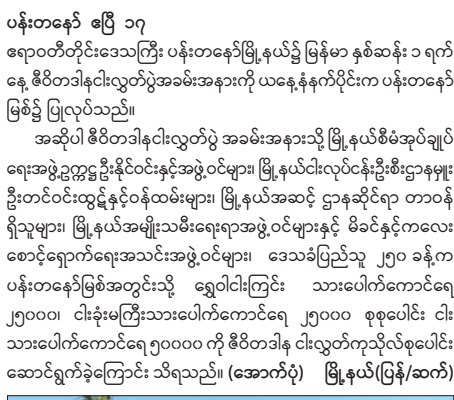 ပန်းတနော် ဧပြီ ၁၇
ဧရာဝတီတိုင်းဒေသကြီး ပန်းတနော်မြို့နယ်၌ မြန်မာ နှစ်ဆန်း ၁ ရက်
နေ့ ဇီဝိတဒါနငါးလွှတ်ပွဲအခမ်းအနားကို ယနေ့နံနက်ပိုင်းက ပန်းတနော်
မြစ်၌ ပြုလုပ်သည်။
အဆိုပါ ဇီဝိတဒါနငါးလွှတ်ပွဲ အခမ်းအနားသို့ မြို့နယ်စီမံအုပ်ချုပ်
ရေးအဖွဲ့ဥက္ကဋ္ဌဦးနိုင်ဝင်းနှင့်အဖွဲ့ဝင်များ၊ မြို့နယ်ငါးလုပ်ငန်းဦးစီးဌာနမှူး
ဦးတင်ဝင်းထွဋ်နှင့်ဝန်ထမ်းများ၊ မြို့နယ်အဆင့် ဌာနဆိုင်ရာ တာဝန်
ရှိသူများ၊ မြို့နယ်အမျိုးသမီးရေးရာအဖွဲ့ဝင်များနှင့် မိခင်နှင့်ကလေး
စောင့်ရှောက်ရေးအသင်းအဖွဲ့ဝင်များ၊ ဒေသခံပြည်သူ ၂၅၀ ခန့်က
ပန်းတနော်မြစ်အတွင်းသို့ ရွှေဝါငါးကြင်း သားပေါက်ကောင်ရေ
၂၅၀၀၀၊ ငါးခုံးမကြီးသားပေါက်ကောင်ရေ ၂၅၀၀၀ စုစုပေါင်း ငါး
သားပေါက်ကောင်ရေ ၅၀၀၀၀ ကို ဇီဝိတဒါန ငါးလွှတ်ကုသိုလ်စုပေါင်း
ဆောင်ရွက်ခဲ့ကြောင်း သိရသည်။ (အောက်ပုံ) မြို့နယ်(ပြန်/ဆက်)